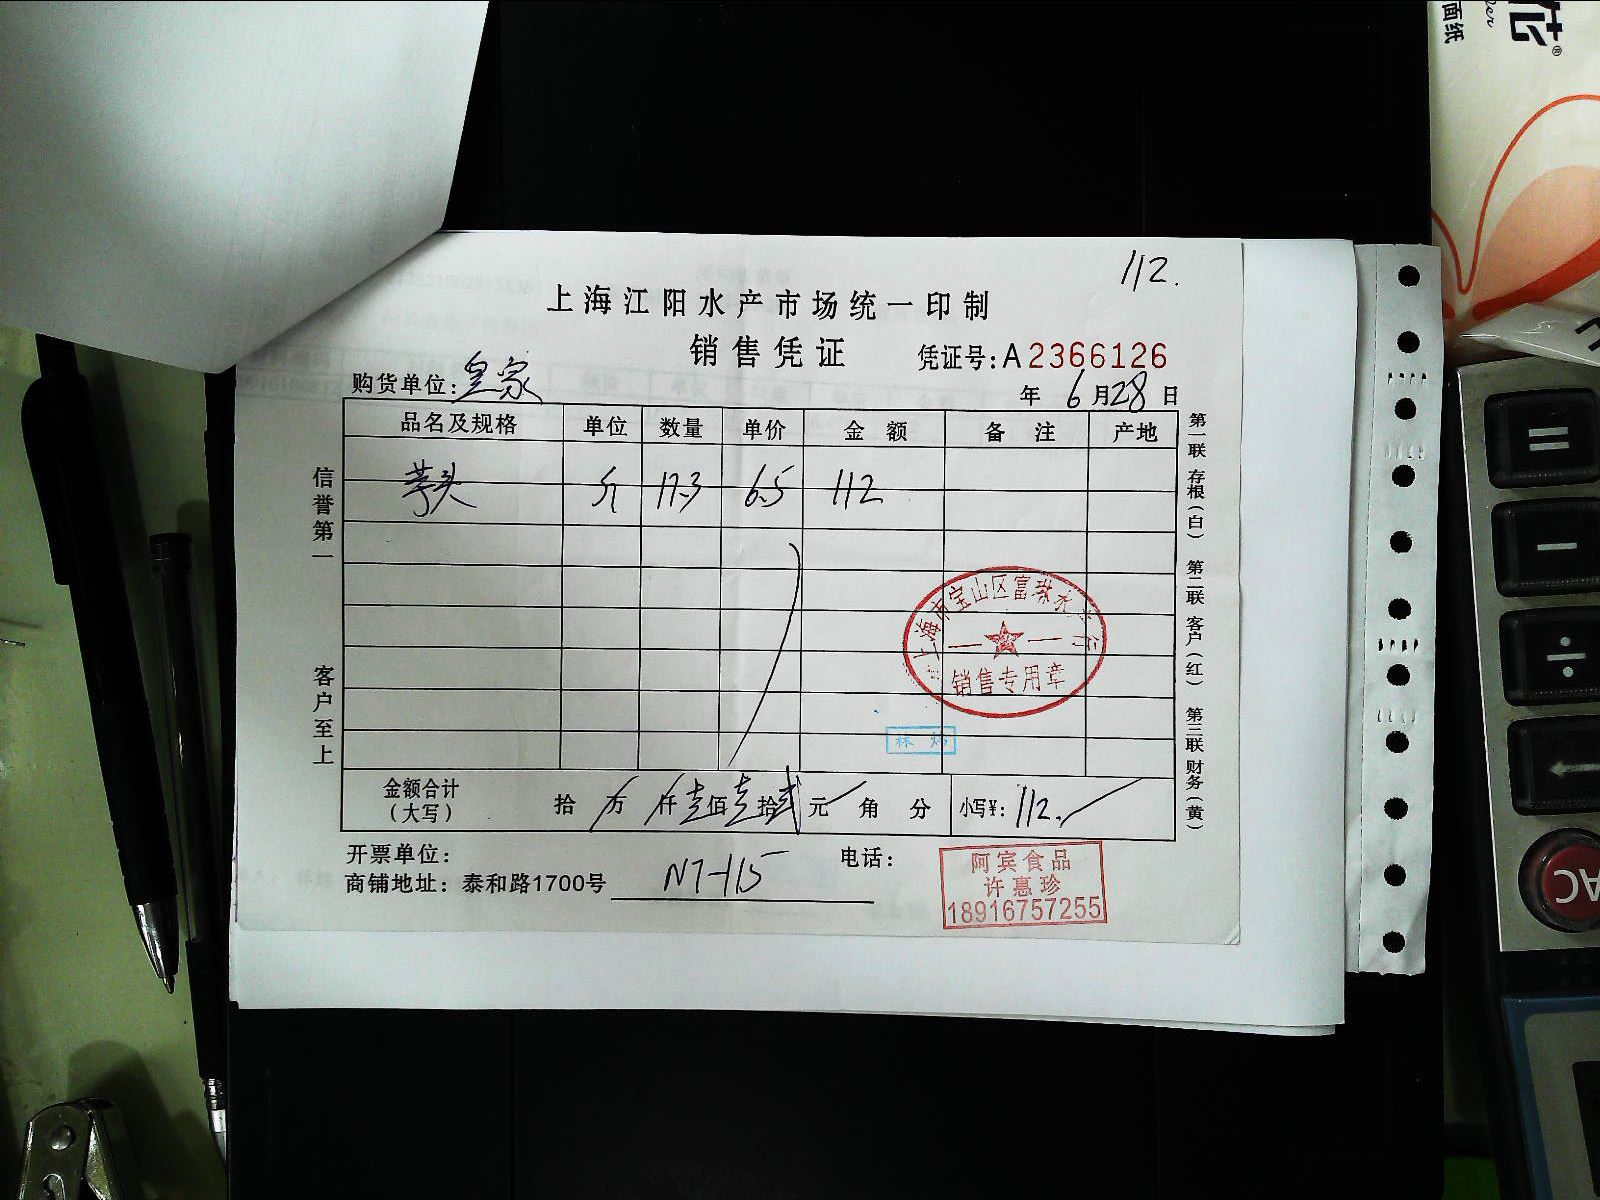 112.
上海江阳水产市场统一印制
销售凭证 凭证号:A2366126
购货单位:皇家 年 6月28日
品名及规格 单位 数量 单价 金额 备注 产地
芋头 斤 17.3 6.5 112
信誉第一
客户至上
第一联 存根(白) 第二联 客户(红) 第三联 财务(黄)
上海市宝山区富
销售专用章
林
金额合计(大写) 拾万仟壹佰壹拾贰元角分 小写¥:112.
开票单位: 电话:
商铺地址:泰和路1700号 N7-115
阿宾食品
许惠珍
18916757255
花®
面纸
=
−
÷
AC